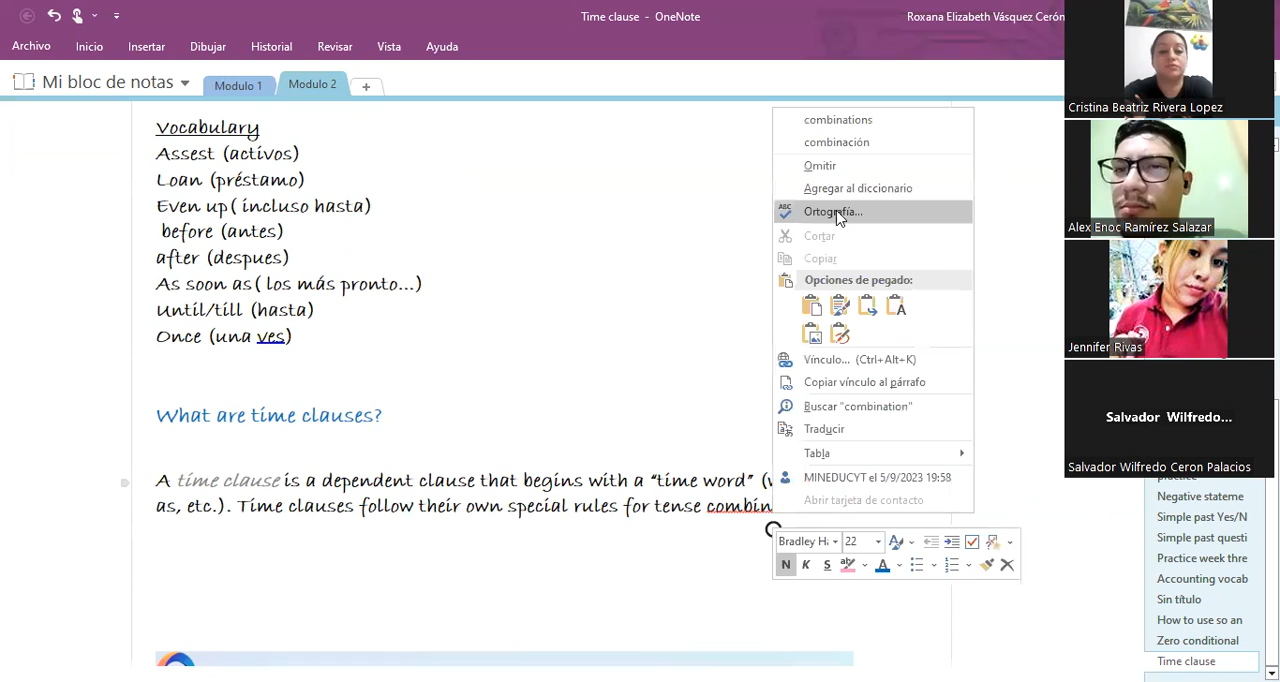 Time clause - OneNote
Roxana Elizabeth Vásquez Cerón
Archivo Inicio Insertar Dibujar Historial Revisar Vista Ayuda
Mi bloc de notas Modulo 1 Modulo 2 +
Vocabulary
Assest (activos)
Loan (préstamo)
Even up( incluso hasta)
before (antes)
after (despues)
As soon as( los más pronto...)
Until/till (hasta)
Once (una ves)
What are time clauses?
A time clause is a dependent clause that begins with a “time word” (
as, etc.). Time clauses follow their own special rules for tense combin
combinations
combinación
Omitir
Agregar al diccionario
ABC
Ortografía...
Cortar
Copiar
Opciones de pegado:
A
Vínculo... (Ctrl+Alt+K)
Copiar vínculo al párrafo
Buscar "combination"
Traducir
Tabla
MINEDUCYT el 5/9/2023 19:58
Abrir tarjeta de contacto
Bradley H 22
N K S ab A
Cristina Beatriz Rivera Lopez
Alex Enoc Ramírez Salazar
Jennifer Rivas
Salvador Wilfredo...
Salvador Wilfredo Ceron Palacios
practice
Negative stateme
Simple past Yes/N
Simple past questi
Practice week thre
Accounting vocab
Sin título
How to use so an
Zero conditional
Time clause